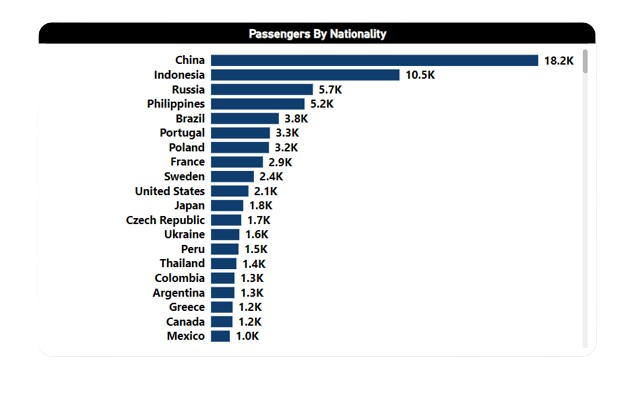 Passengers By Nationality
China 18.2K
Indonesia 10.5K
Russia 5.7K
Philippines 5.2K
Brazil 3.8K
Portugal 3.3K
Poland 3.2K
France 2.9K
Sweden 2.4K
United States 2.1K
Japan 1.8K
Czech Republic 1.7K
Ukraine 1.6K
Peru 1.5K
Thailand 1.4K
Colombia 1.3K
Argentina 1.3K
Greece 1.2K
Canada 1.2K
Mexico 1.0K